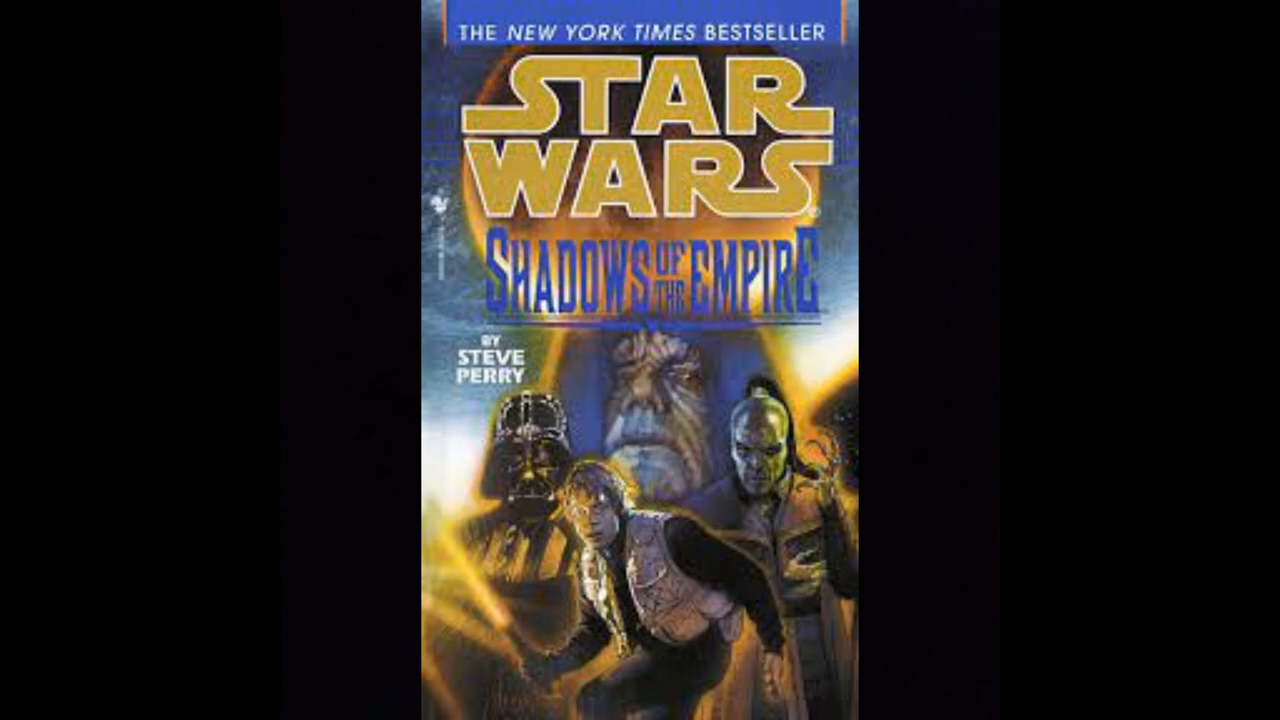 THE NEW YORK TIMES BESTSELLER
STAR
WARS®
SHADOWS OF THE EMPIRE
BY
STEVE
PERRY